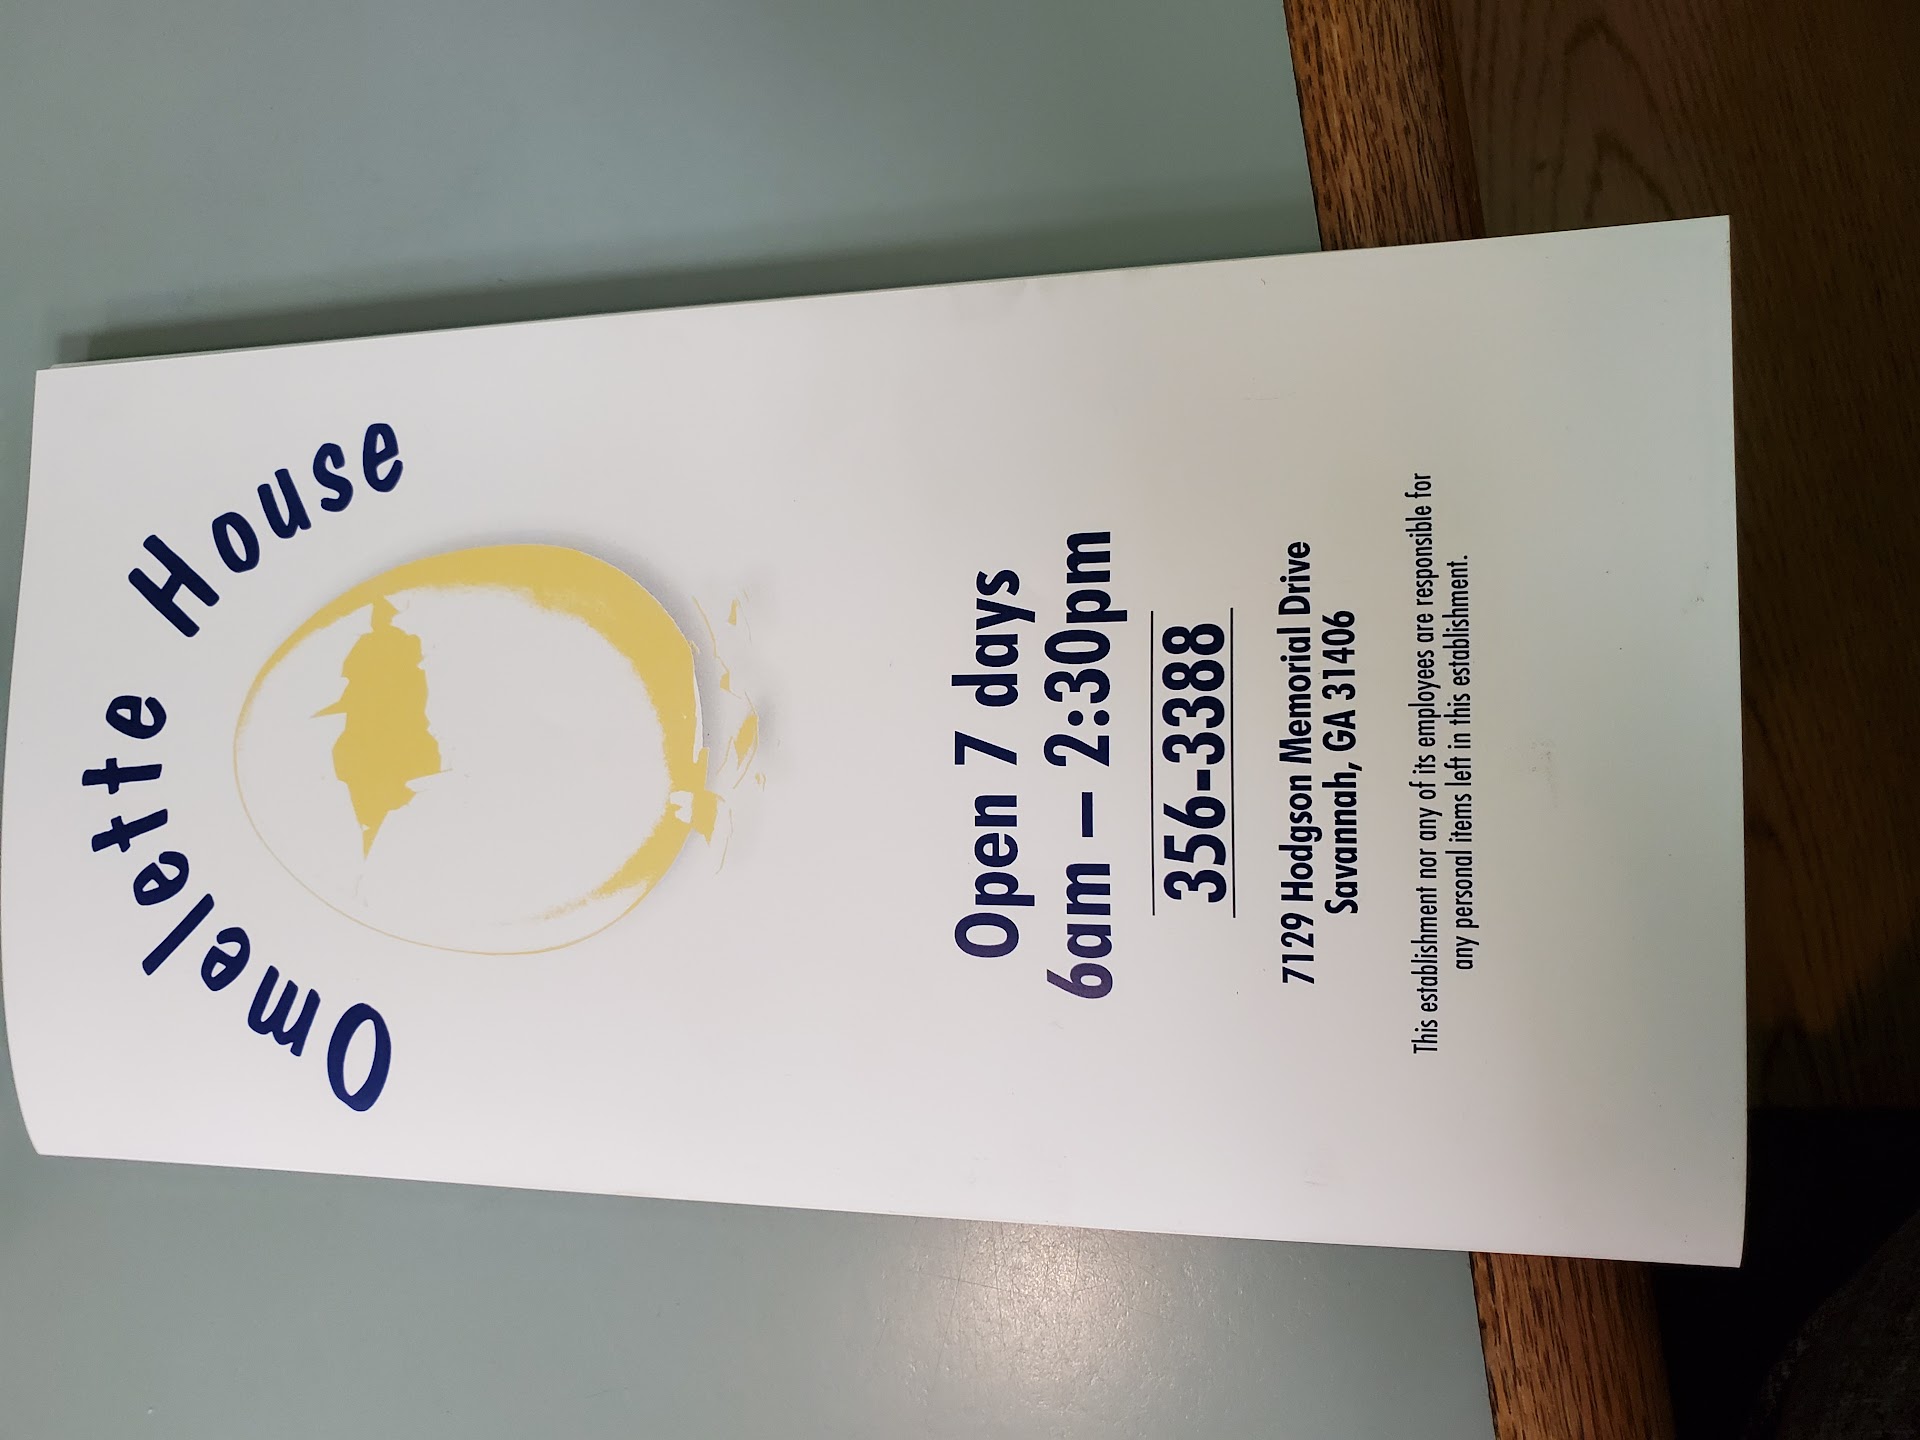 Omelette House
Open 7 days
6am – 2:30pm
356-3388
7129 Hodgson Memorial Drive
Savannah, GA 31406
This establishment nor any of its employees are responsible for
any personal items left in this establishment.